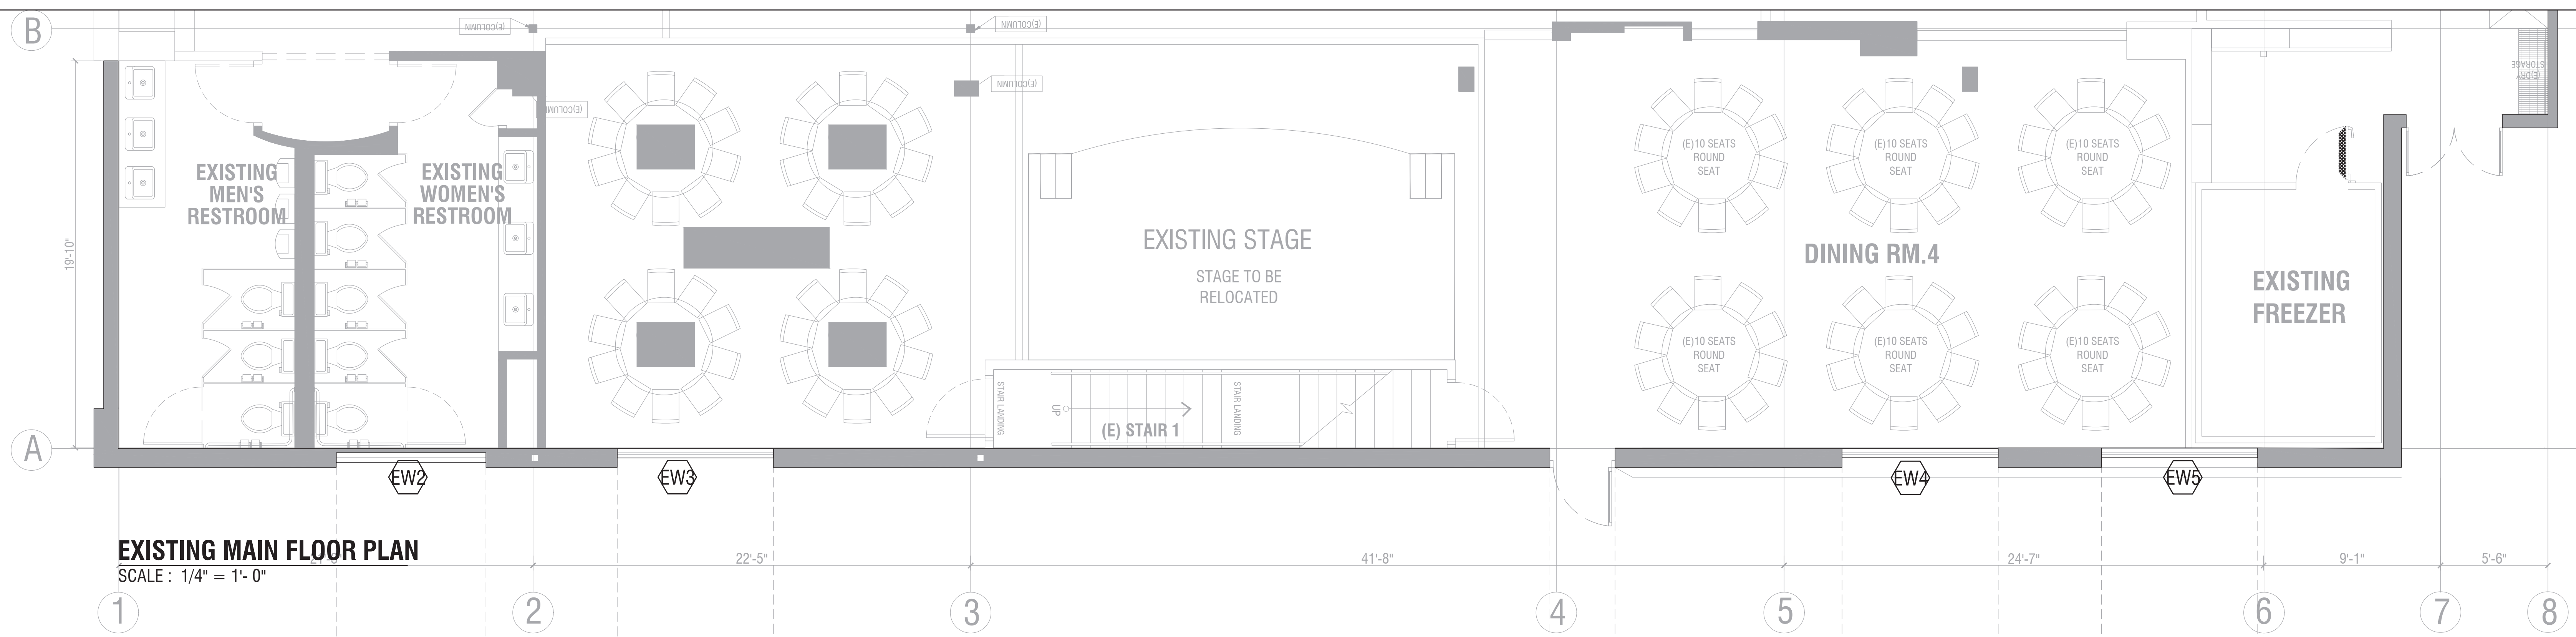 B
(E)COLUMN
(E)COLUMN
(E)DRY
STORAGE
(E)COLUMN
(E)COLUMN
EXISTING
MEN'S
RESTROOM
EXISTING
WOMEN'S
RESTROOM
(E)10 SEATS
ROUND
SEAT
(E)10 SEATS
ROUND
SEAT
(E)10 SEATS
ROUND
SEAT
19'-10"
EXISTING STAGE
STAGE TO BE
RELOCATED
DINING RM.4
EXISTING
FREEZER
(E)10 SEATS
ROUND
SEAT
(E)10 SEATS
ROUND
SEAT
(E)10 SEATS
ROUND
SEAT
STAIR LANDING
UP
STAIR LANDING
(E) STAIR 1
A
EW2
EW3
EW4
EW5
EXISTING MAIN FLOOR PLAN
SCALE : 1/4" = 1'- 0"
22'-5"
41'-8"
24'-7"
9'-1"
5'-6"
1
2
3
4
5
6
7
8